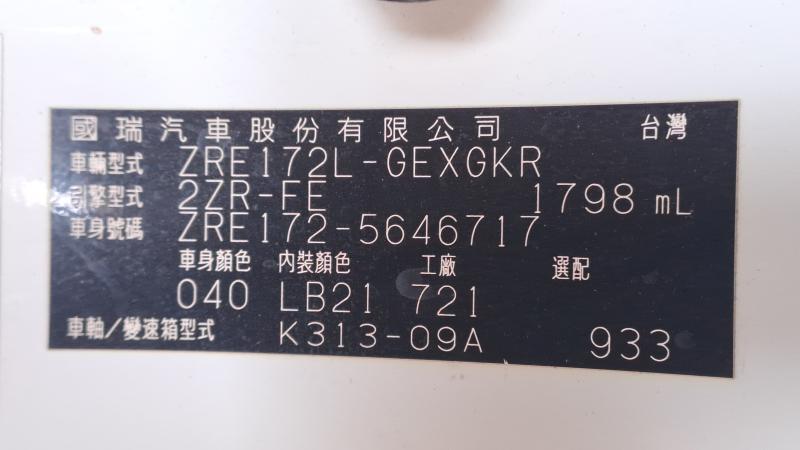 國瑞汽車股份有限公司 台灣
車輛型式 ZRE172L-GEXGKR
引擎型式 2ZR-FE 1798 mL
車身號碼 ZRE172-5646717
車身顏色 內裝顏色 工廠 選配
040 LB21 721
車軸/變速箱型式 K313-09A 933